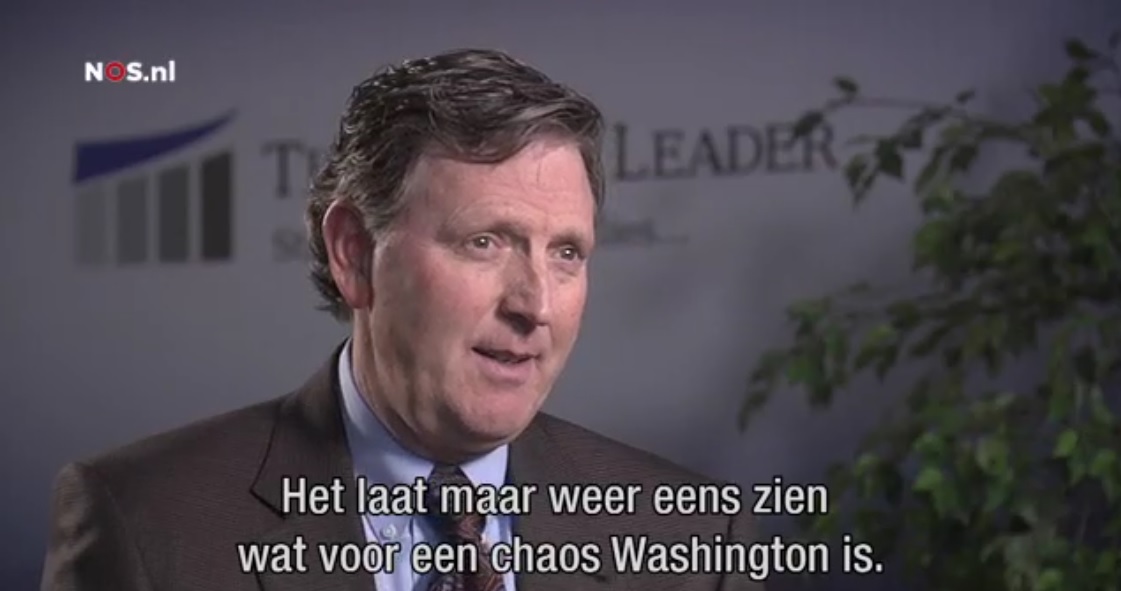 NOS.nl
LEADER
Het laat maar weer eens zien
wat voor een chaos Washington is.